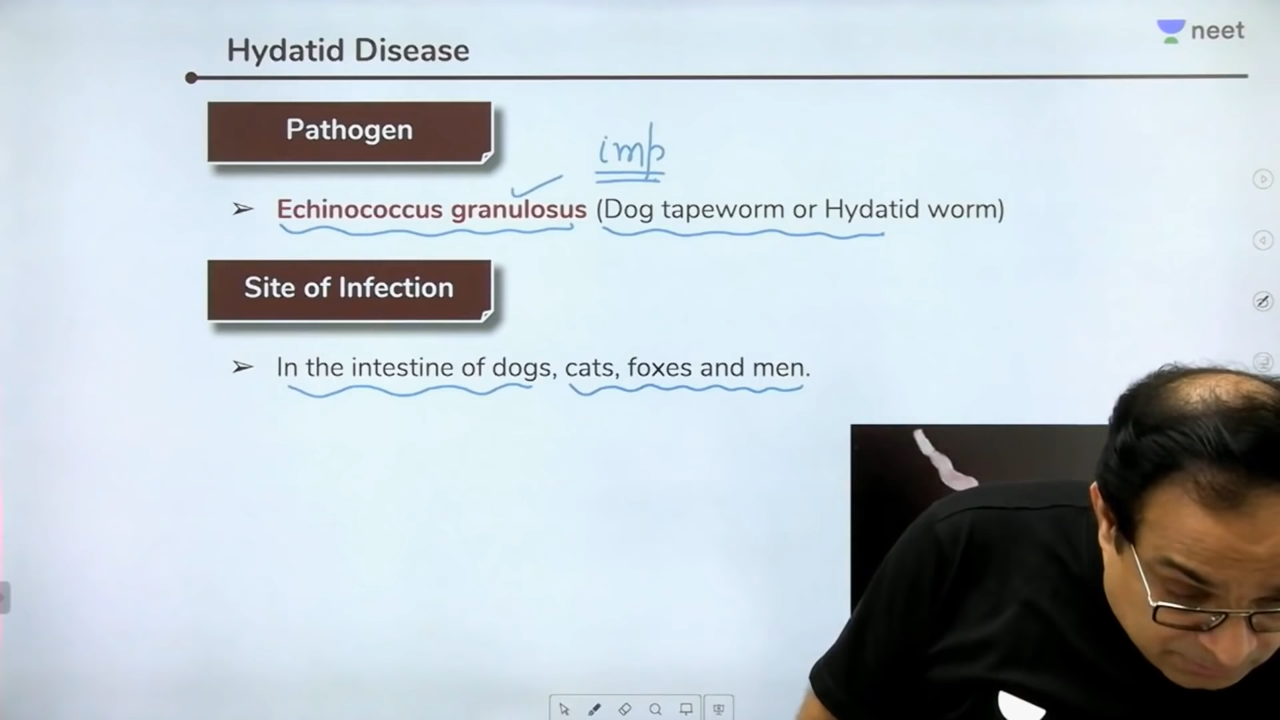 Hydatid Disease
neet
Pathogen
imp
➢ Echinococcus granulosus (Dog tapeworm or Hydatid worm)
Site of Infection
➢ In the intestine of dogs, cats, foxes and men.